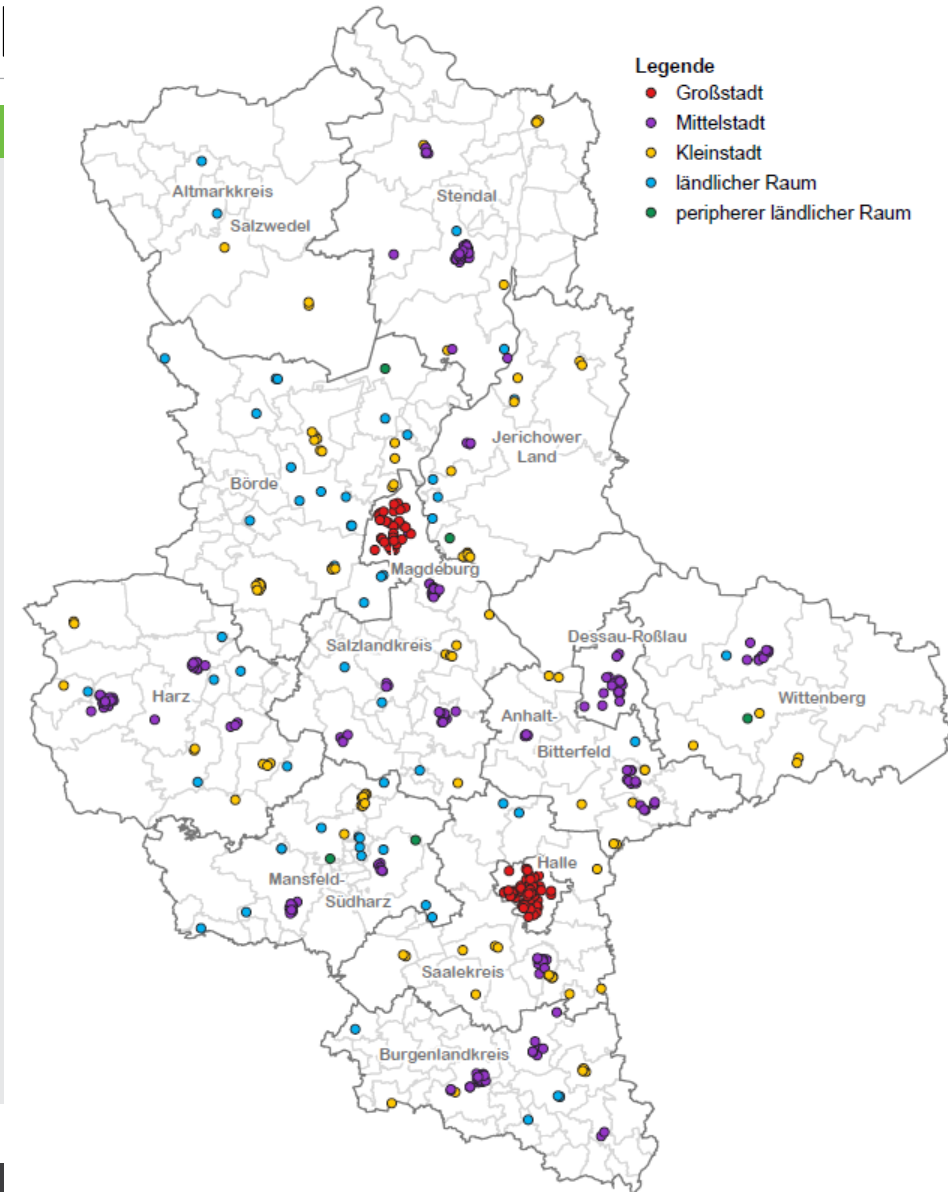 Legende
Großstadt
Mittelstadt
Kleinstadt
ländlicher Raum
peripherer ländlicher Raum
Altmarkkreis
Salzwedel
Stendal
Jerichower
Land
Börde
Magdeburg
Salzlandkreis
Dessau-Roßlau
Harz
Wittenberg
Anhalt-
Bitterfeld
Halle
Mansfeld-
Südharz
Saalekreis
Burgenlandkreis